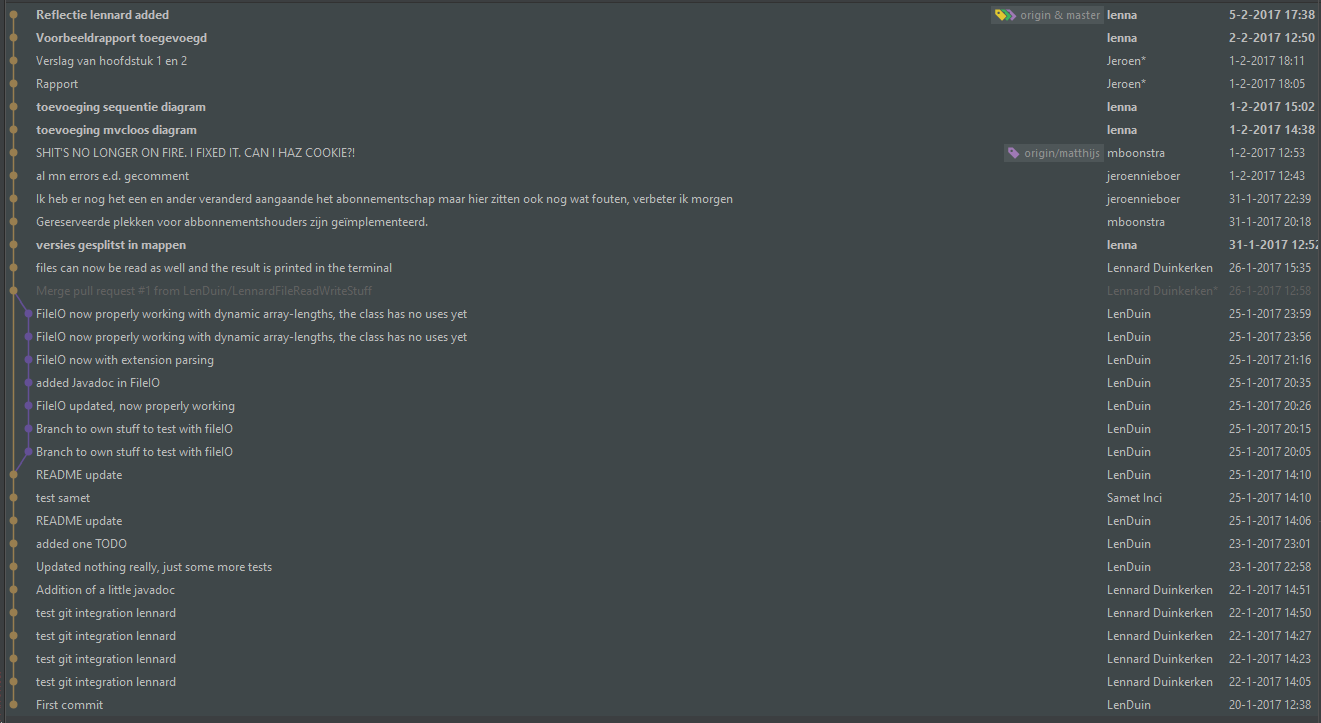 Reflectie lennard added origin & master lenna 5-2-2017 17:38
Voorbeeldrapport toegevoegd lenna 2-2-2017 12:50
Verslag van hoofdstuk 1 en 2 Jeroen* 1-2-2017 18:11
Rapport Jeroen* 1-2-2017 18:05
toevoeging sequentie diagram lenna 1-2-2017 15:02
toevoeging mvcloos diagram lenna 1-2-2017 14:38
SHIT'S NO LONGER ON FIRE. I FIXED IT. CAN I HAZ COOKIE?! origin/matthijs mboonstra 1-2-2017 12:53
al mn errors e.d. gecomment jeroennieboer 1-2-2017 12:43
Ik heb er nog het een en ander veranderd aangaande het abonnementschap maar hier zitten ook nog wat fouten, verbeter ik morgen jeroennieboer 31-1-2017 22:39
Gereserveerde plekken voor abbonnementshouders zijn geïmplementeerd. mboonstra 31-1-2017 20:18
versies gesplitst in mappen lenna 31-1-2017 12:52
files can now be read as well and the result is printed in the terminal Lennard Duinkerken 26-1-2017 15:35
Merge pull request #1 from LenDuin/LennardFileReadWriteStuff Lennard Duinkerken* 26-1-2017 12:58
FileIO now properly working with dynamic array-lengths, the class has no uses yet LenDuin 25-1-2017 23:59
FileIO now properly working with dynamic array-lengths, the class has no uses yet LenDuin 25-1-2017 23:56
FileIO now with extension parsing LenDuin 25-1-2017 21:16
added Javadoc in FileIO LenDuin 25-1-2017 20:35
FileIO updated, now properly working LenDuin 25-1-2017 20:26
Branch to own stuff to test with fileIO LenDuin 25-1-2017 20:15
Branch to own stuff to test with fileIO LenDuin 25-1-2017 20:05
README update LenDuin 25-1-2017 14:10
test samet Samet Inci 25-1-2017 14:10
README update LenDuin 25-1-2017 14:06
added one TODO LenDuin 23-1-2017 23:01
Updated nothing really, just some more tests LenDuin 23-1-2017 22:58
Addition of a little javadoc Lennard Duinkerken 22-1-2017 14:51
test git integration lennard Lennard Duinkerken 22-1-2017 14:50
test git integration lennard Lennard Duinkerken 22-1-2017 14:27
test git integration lennard Lennard Duinkerken 22-1-2017 14:23
test git integration lennard Lennard Duinkerken 22-1-2017 14:05
First commit LenDuin 20-1-2017 12:38